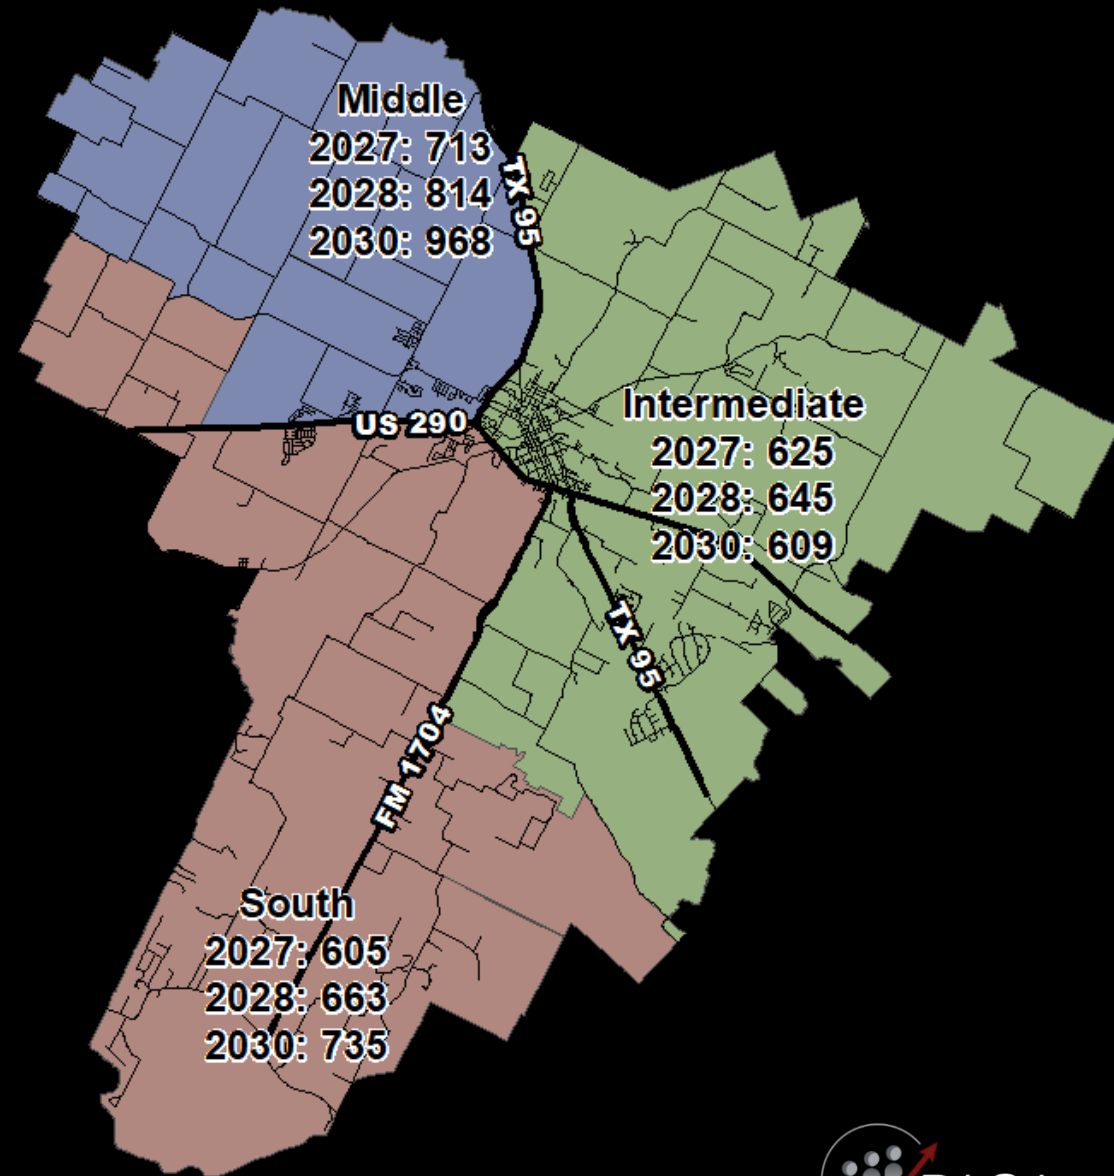 Middle
2027: 713
2028: 814
2030: 968
TX 95
US 290
Intermediate
2027: 625
2028: 645
2030: 609
TX 95
FM 1704
South
2027: 605
2028: 663
2030: 735